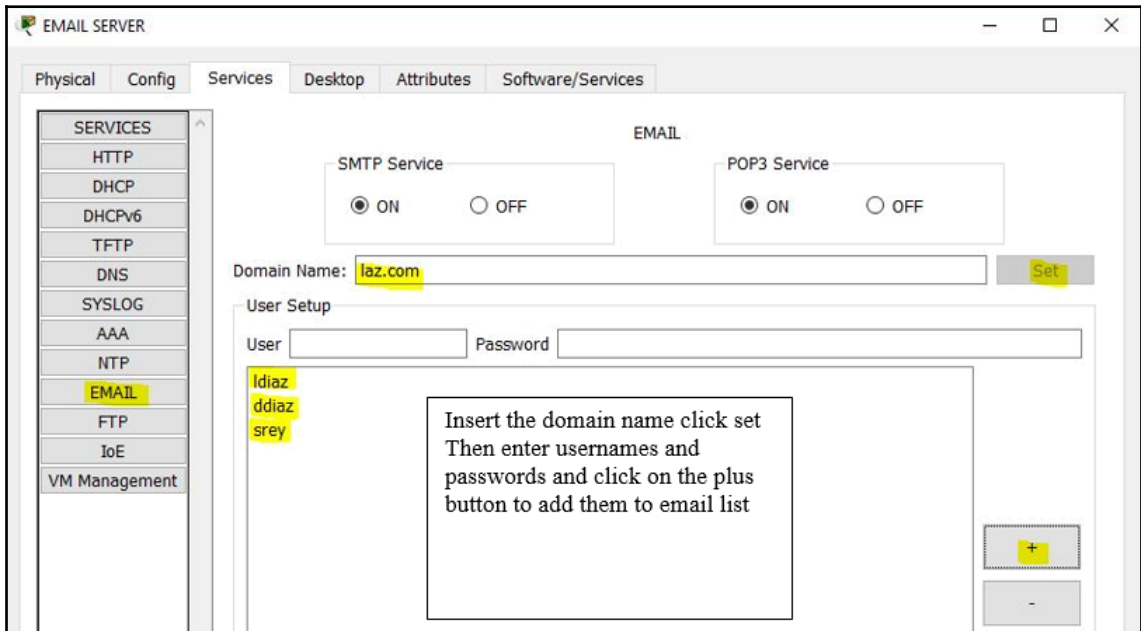 EMAIL SERVER
Physical Config Services Desktop Attributes Software/Services
SERVICES
HTTP
DHCP
DHCPv6
TFTP
DNS
SYSLOG
AAA
NTP
EMAIL
FTP
IoE
VM Management
EMAIL
SMTP Service
ON OFF
POP3 Service
ON OFF
Domain Name: laz.com Set
User Setup
User Password
ldiaz
ddiaz
srey
Insert the domain name click set
Then enter usernames and
passwords and click on the plus
button to add them to email list
+
-